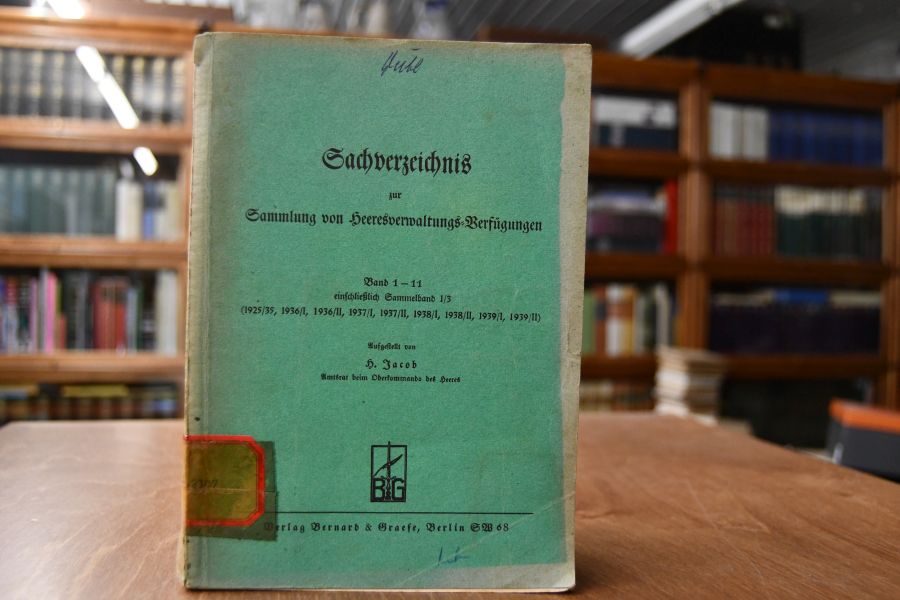 Sachverzeichnis
zur
Sammlung von Heeresverwaltungs-Verfügungen
Band 1 – 11
einschließlich Sammelband 1/3
(1925/35, 1936/I, 1936/II, 1937/I, 1937/II, 1938/I, 1938/II, 1939/I, 1939/II)
Aufgestellt von
H. Jacob
Amtsrat beim Oberkommando des Heeres
BG
Verlag Bernard & Graefe, Berlin SW 68